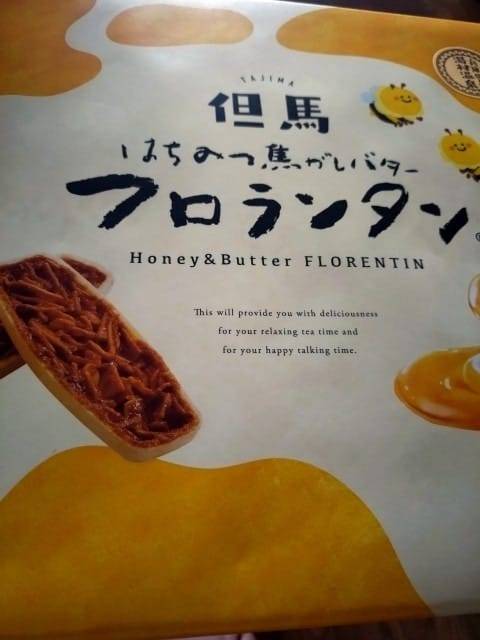 TAJIMA
但馬
はちみつ焦がしバター
フロランタン
Honey&Butter FLORENTIN
This will provide you with deliciousness
for your relaxing tea time and
for your happy talking time.